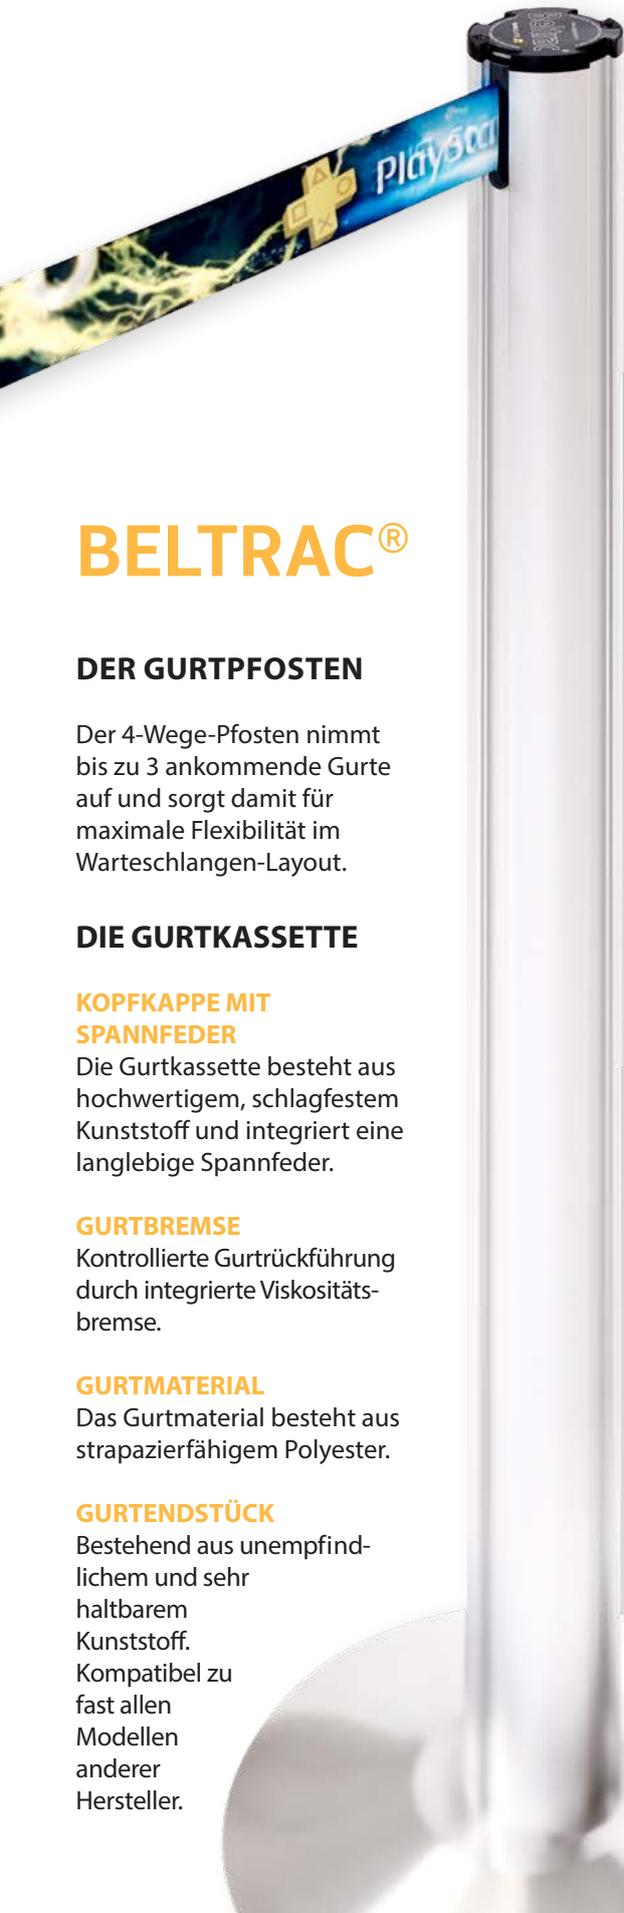 PlaySta
BELTRAC®
DER GURTPFOSTEN
Der 4-Wege-Pfosten nimmt
bis zu 3 ankommende Gurte
auf und sorgt damit für
maximale Flexibilität im
Warteschlangen-Layout.
DIE GURTKASSETTE
KOPFKAPPE MIT
SPANNFEDER
Die Gurtkassette besteht aus
hochwertigem, schlagfestem
Kunststoff und integriert eine
langlebige Spannfeder.
GURTBREMSE
Kontrollierte Gurtrückführung
durch integrierte Viskositäts-
bremse.
GURTMATERIAL
Das Gurtmaterial besteht aus
strapazierfähigem Polyester.
GURTENDSTÜCK
Bestehend aus unempfind-
lichem und sehr
haltbarem
Kunststoff.
Kompatibel zu
fast allen
Modellen
anderer
Hersteller.